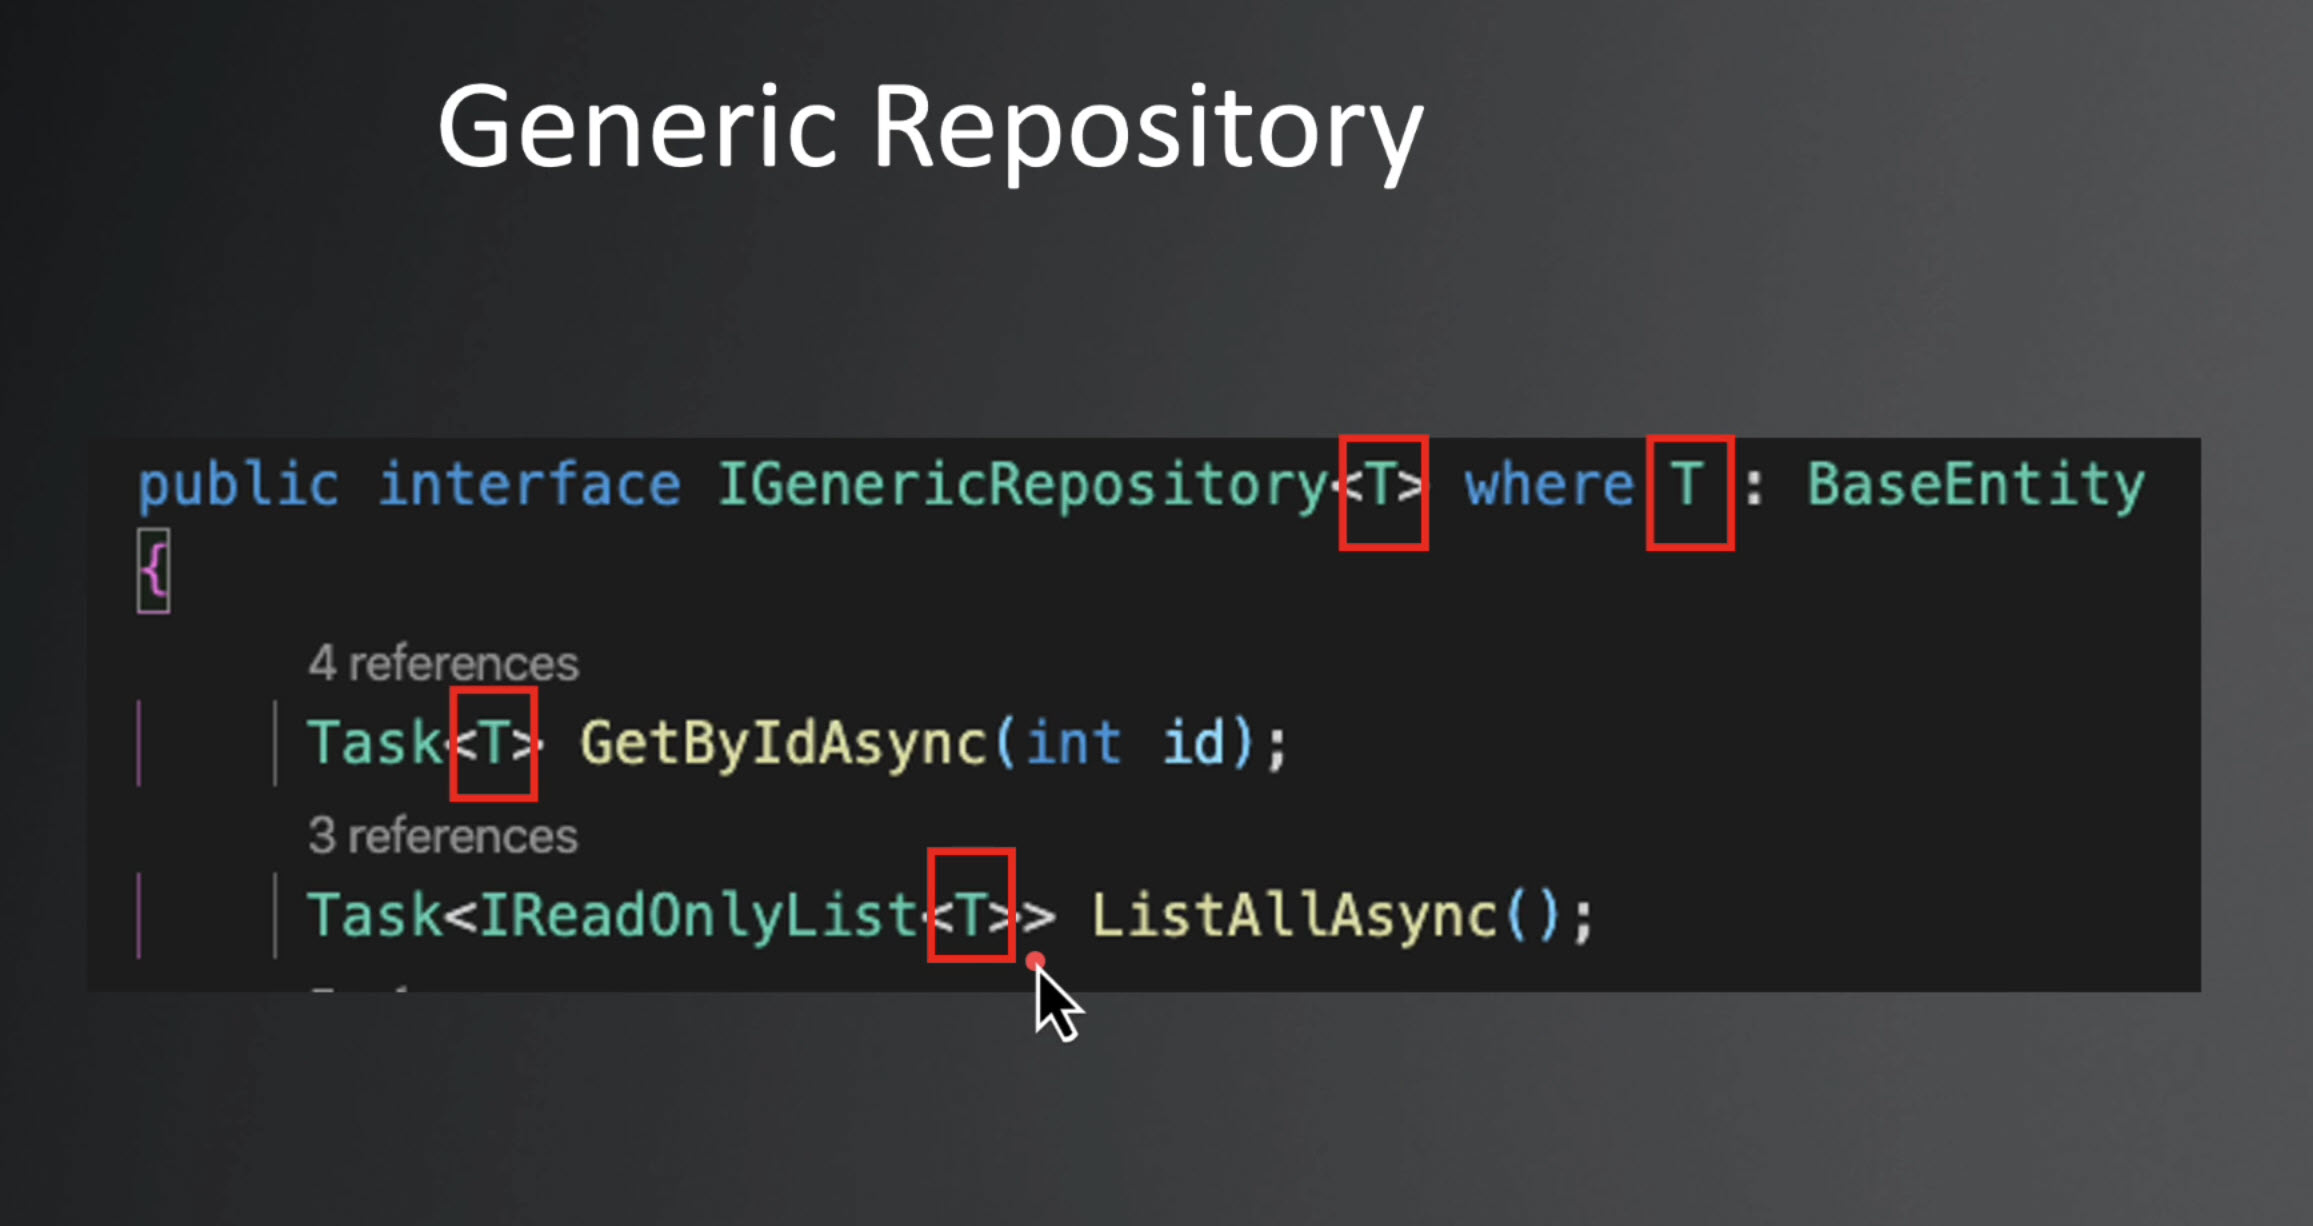 Generic Repository
public interface IGenericRepository<T> where T : BaseEntity
{
4 references
Task<T> GetByIdAsync(int id);
3 references
Task<IReadOnlyList<T>> ListAllAsync();